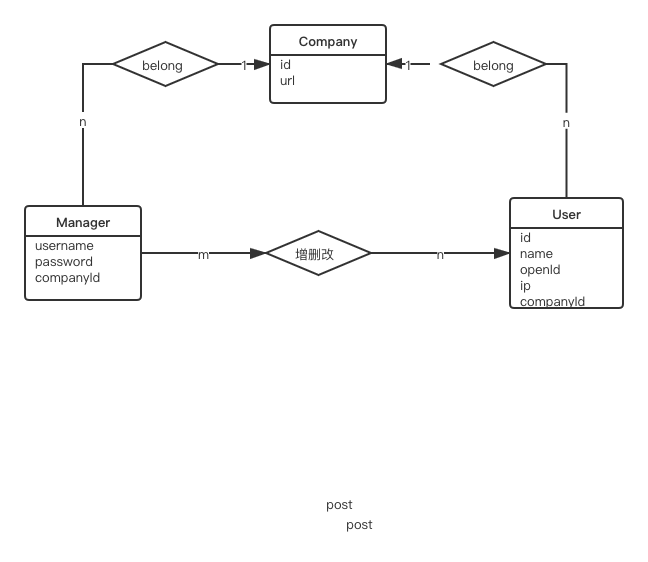 Company
id
url
belong
1
1
belong
n
n
Manager
username
password
companyId
m
增删改
n
User
id
name
openId
ip
companyId
post
post